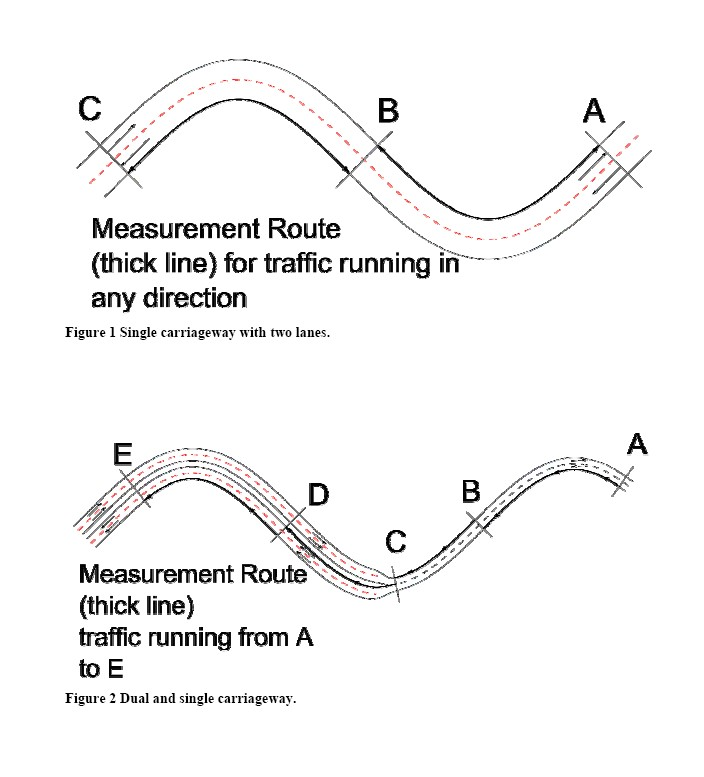 C
B
A
Measurement Route
(thick line) for traffic running in
any direction
Figure 1 Single carriageway with two lanes.
A
E
B
D
C
Measurement Route
(thick line)
traffic running from A
to E
Figure 2 Dual and single carriageway.